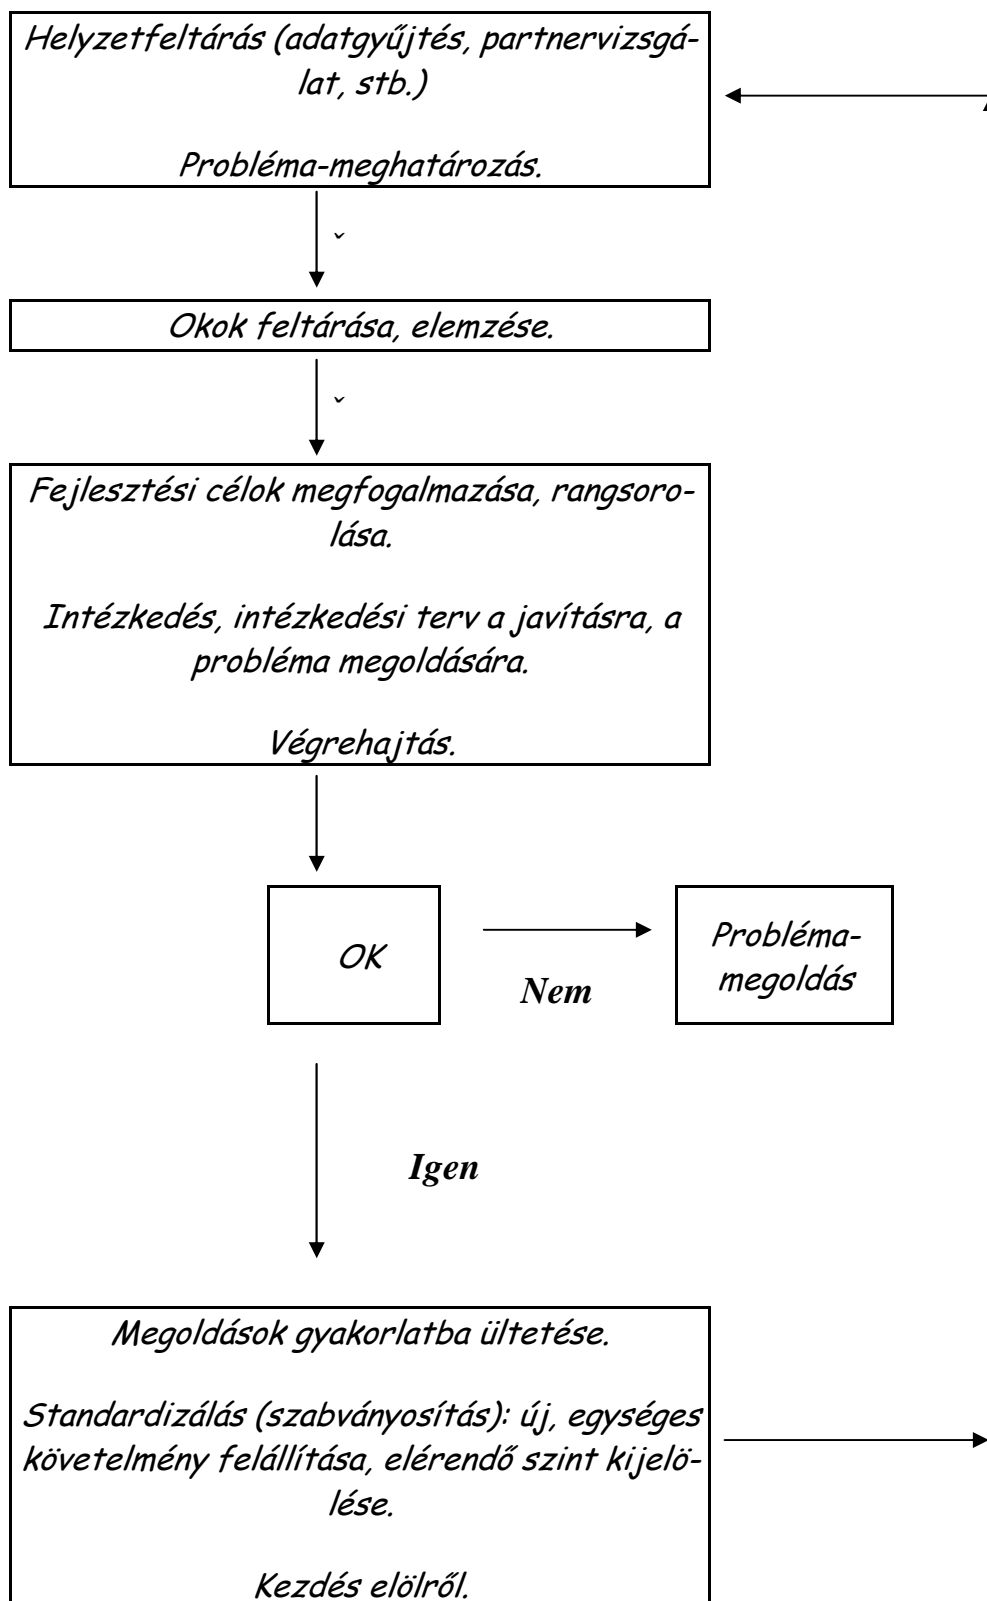 Helyzetfeltárás (adatgyűjtés, partnervizsgá-
lat, stb.)
Probléma-meghatározás.
ˇ
Okok feltárása, elemzése.
ˇ
Fejlesztési célok megfogalmazása, rangsoro-
lása.
Intézkedés, intézkedési terv a javításra, a
probléma megoldására.
Végrehajtás.
OK
Nem
Probléma-
megoldás
Igen
Megoldások gyakorlatba ültetése.
Standardizálás (szabványosítás): új, egységes
követelmény felállítása, elérendő szint kijelö-
lése.
Kezdés elölről.